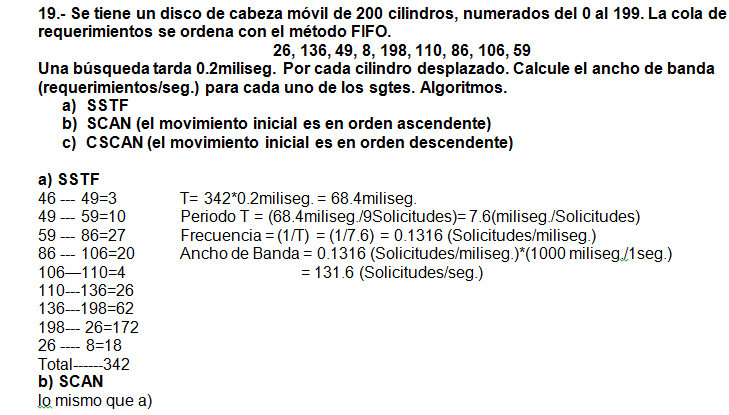 19.- Se tiene un disco de cabeza móvil de 200 cilindros, numerados del 0 al 199. La cola de
requerimientos se ordena con el método FIFO.
26, 136, 49, 8, 198, 110, 86, 106, 59
Una búsqueda tarda 0.2miliseg. Por cada cilindro desplazado. Calcule el ancho de banda
(requerimientos/seg.) para cada uno de los sgtes. Algoritmos.
a) SSTF
b) SCAN (el movimiento inicial es en orden ascendente)
c) CSCAN (el movimiento inicial es en orden descendente)
a) SSTF
46 --- 49=3 T= 342*0.2miliseg. = 68.4miliseg.
49 --- 59=10 Periodo T = (68.4miliseg./9Solicitudes)= 7.6(miliseg./Solicitudes)
59 --- 86=27 Frecuencia = (1/T) = (1/7.6) = 0.1316 (Solicitudes/miliseg.)
86 --- 106=20 Ancho de Banda = 0.1316 (Solicitudes/miliseg.)*(1000 miliseg./1seg.)
106—110=4 = 131.6 (Solicitudes/seg.)
110---136=26
136---198=62
198--- 26=172
26 ---- 8=18
Total------342
b) SCAN
lo mismo que a)